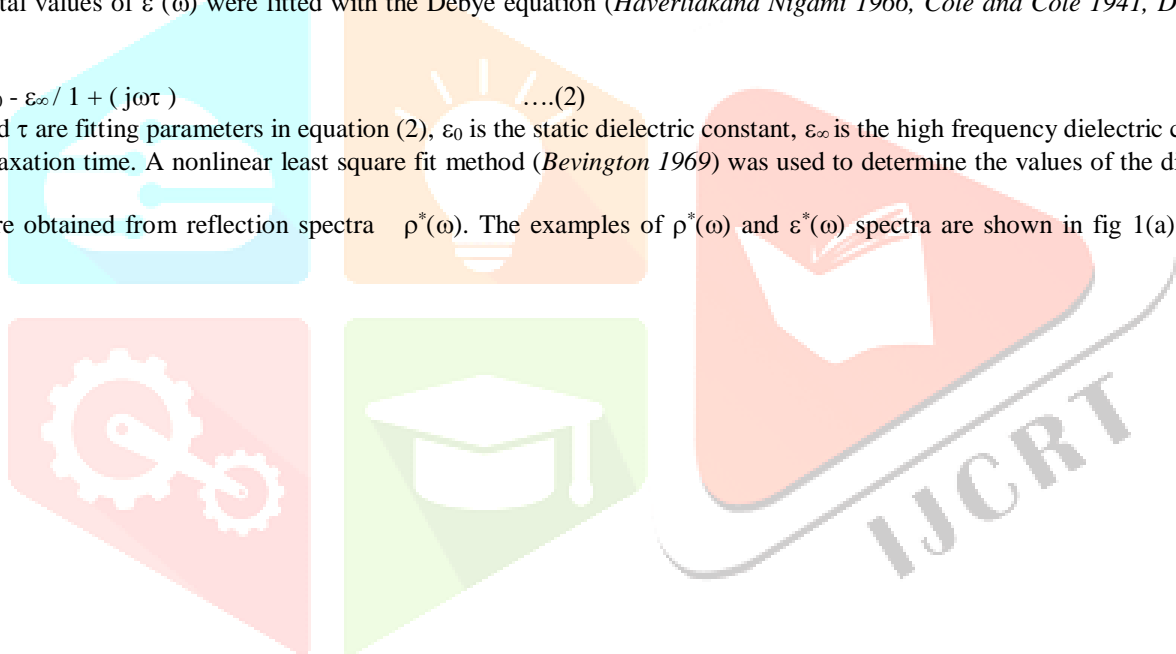 tal values of ε*(ω) were fitted with the Debye equation (Havertiakand Nigami 1966, Cole and Cole 1941, D
- ε∞ / 1 + ( jωτ ) ….(2)
d τ are fitting parameters in equation (2), ε0 is the static dielectric constant, ε∞ is the high frequency dielectric c
axation time. A nonlinear least square fit method (Bevington 1969) was used to determine the values of the di
re obtained from reflection spectra ρ*(ω). The examples of ρ*(ω) and ε*(ω) spectra are shown in fig 1(a)
IJCRT